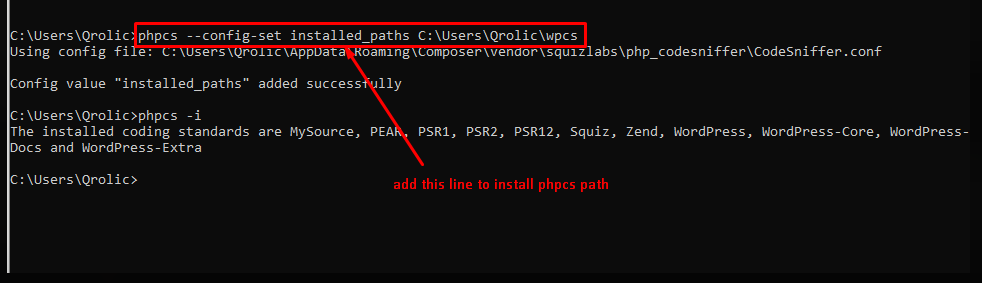 C:\Users\Qrolic>phpcs --config-set installed_paths C:\Users\Qrolic\wpcs
Using config file: C:\Users\Qrolic\AppData\Roaming\Composer\vendor\squizlabs\php_codesniffer\CodeSniffer.conf
Config value "installed_paths" added successfully
C:\Users\Qrolic>phpcs -i
The installed coding standards are MySource, PEAR, PSR1, PSR2, PSR12, Squiz, Zend, WordPress, WordPress-Core, WordPress-
Docs and WordPress-Extra
C:\Users\Qrolic>
add this line to install phpcs path